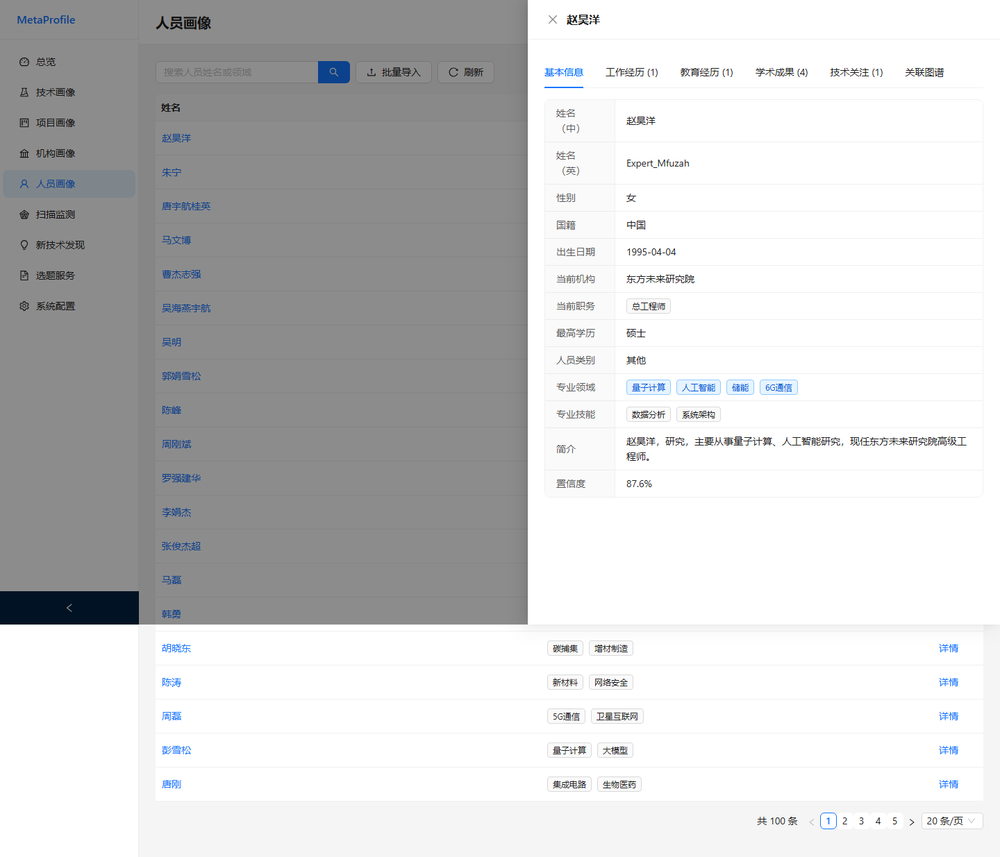 MetaProfile
总览
技术画像
项目画像
机构画像
人员画像
扫描监测
新技术发现
选题服务
系统配置
人员画像
搜索人员姓名或领域
批量导入
刷新
姓名
赵昊洋
朱宁
唐宇航桂英
马文博
曹杰志强
吴海燕宇航
吴明
郭娟雪松
陈峰
周刚斌
罗强建华
李娟杰
张俊杰超
马磊
韩勇
胡晓东 碳捕集 增材制造 详情
陈涛 新材料 网络安全 详情
周磊 5G通信 卫星互联网 详情
彭雪松 量子计算 大模型 详情
唐刚 集成电路 生物医药 详情
共 100 条 1 2 3 4 5 20 条/页
赵昊洋
基本信息 工作经历 (1) 教育经历 (1) 学术成果 (4) 技术关注 (1) 关联图谱
姓名（中） 赵昊洋
姓名（英） Expert_Mfuzah
性别 女
国籍 中国
出生日期 1995-04-04
当前机构 东方未来研究院
当前职务 总工程师
最高学历 硕士
人员类别 其他
专业领域 量子计算 人工智能 储能 6G通信
专业技能 数据分析 系统架构
简介 赵昊洋，研究，主要从事量子计算、人工智能研究，现任东方未来研究院高级工
程师。
置信度 87.6%